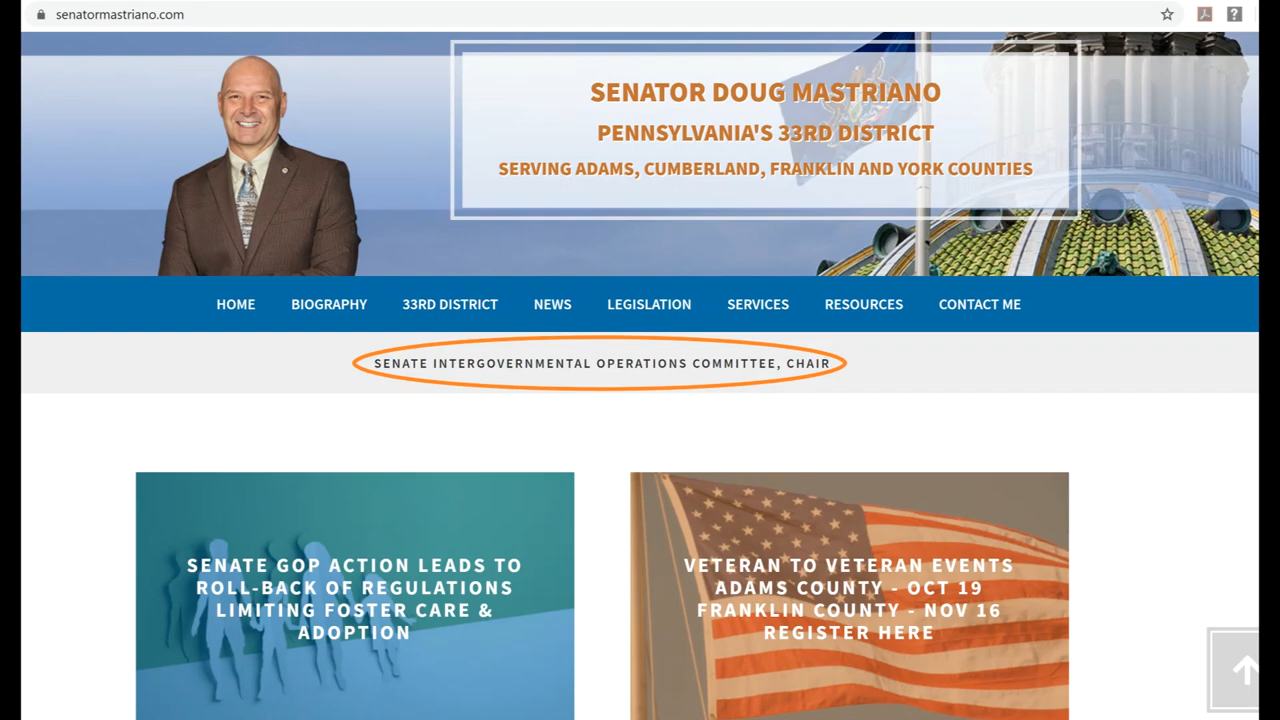 senatormastriano.com
SENATOR DOUG MASTRIANO
PENNSYLVANIA'S 33RD DISTRICT
SERVING ADAMS, CUMBERLAND, FRANKLIN AND YORK COUNTIES
HOME BIOGRAPHY 33RD DISTRICT NEWS LEGISLATION SERVICES RESOURCES CONTACT ME
SENATE INTERGOVERNMENTAL OPERATIONS COMMITTEE, CHAIR
SENATE GOP ACTION LEADS TO
ROLL-BACK OF REGULATIONS
LIMITING FOSTER CARE &
ADOPTION
VETERAN TO VETERAN EVENTS
ADAMS COUNTY - OCT 19
FRANKLIN COUNTY - NOV 16
REGISTER HERE